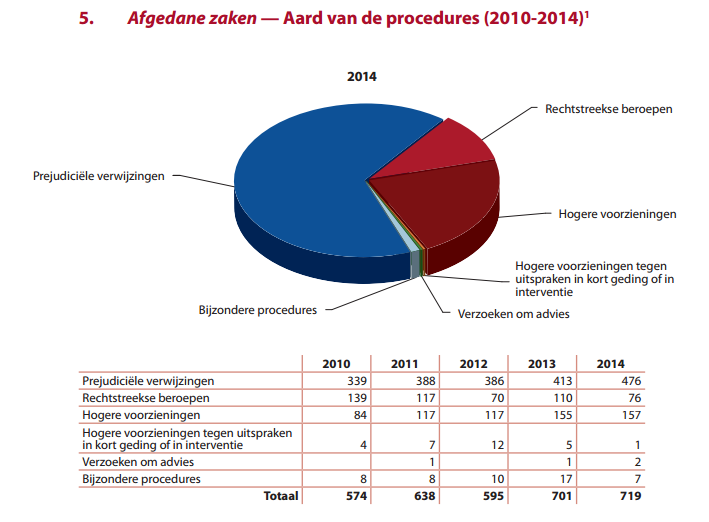 5. Afgedane zaken — Aard van de procedures (2010-2014)¹
2014
Rechtstreekse beroepen
Prejudiciële verwijzingen
Hogere voorzieningen
Hogere voorzieningen tegen
uitspraken in kort geding of in
interventie
Bijzondere procedures
Verzoeken om advies
2010 2011 2012 2013 2014
Prejudiciële verwijzingen 339 388 386 413 476
Rechtstreekse beroepen 139 117 70 110 76
Hogere voorzieningen 84 117 117 155 157
Hogere voorzieningen tegen uitspraken
in kort geding of in interventie 4 7 12 5 1
Verzoeken om advies 1 1 2
Bijzondere procedures 8 8 10 17 7
Totaal 574 638 595 701 719